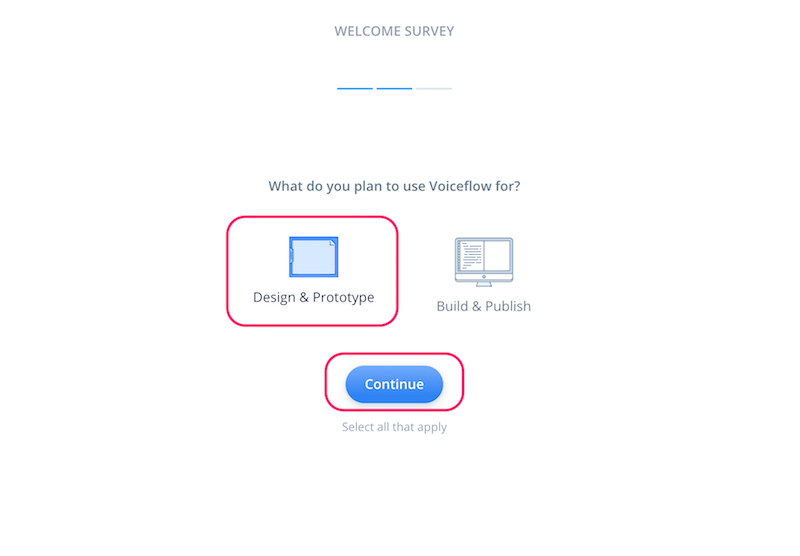 WELCOME SURVEY
What do you plan to use Voiceflow for?
Design & Prototype
Build & Publish
Continue
Select all that apply